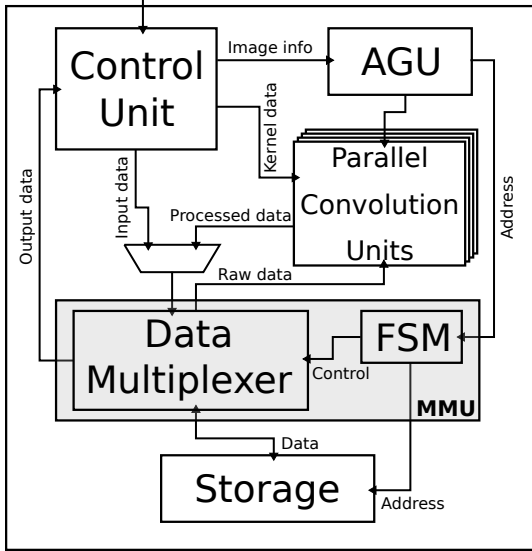 Control
Unit
Image info
AGU
Kernel data
Parallel
Convolution
Units
Address
Output data
Input data
Processed data
Raw data
Data
Multiplexer
FSM
Control
MMU
Data
Storage
Address